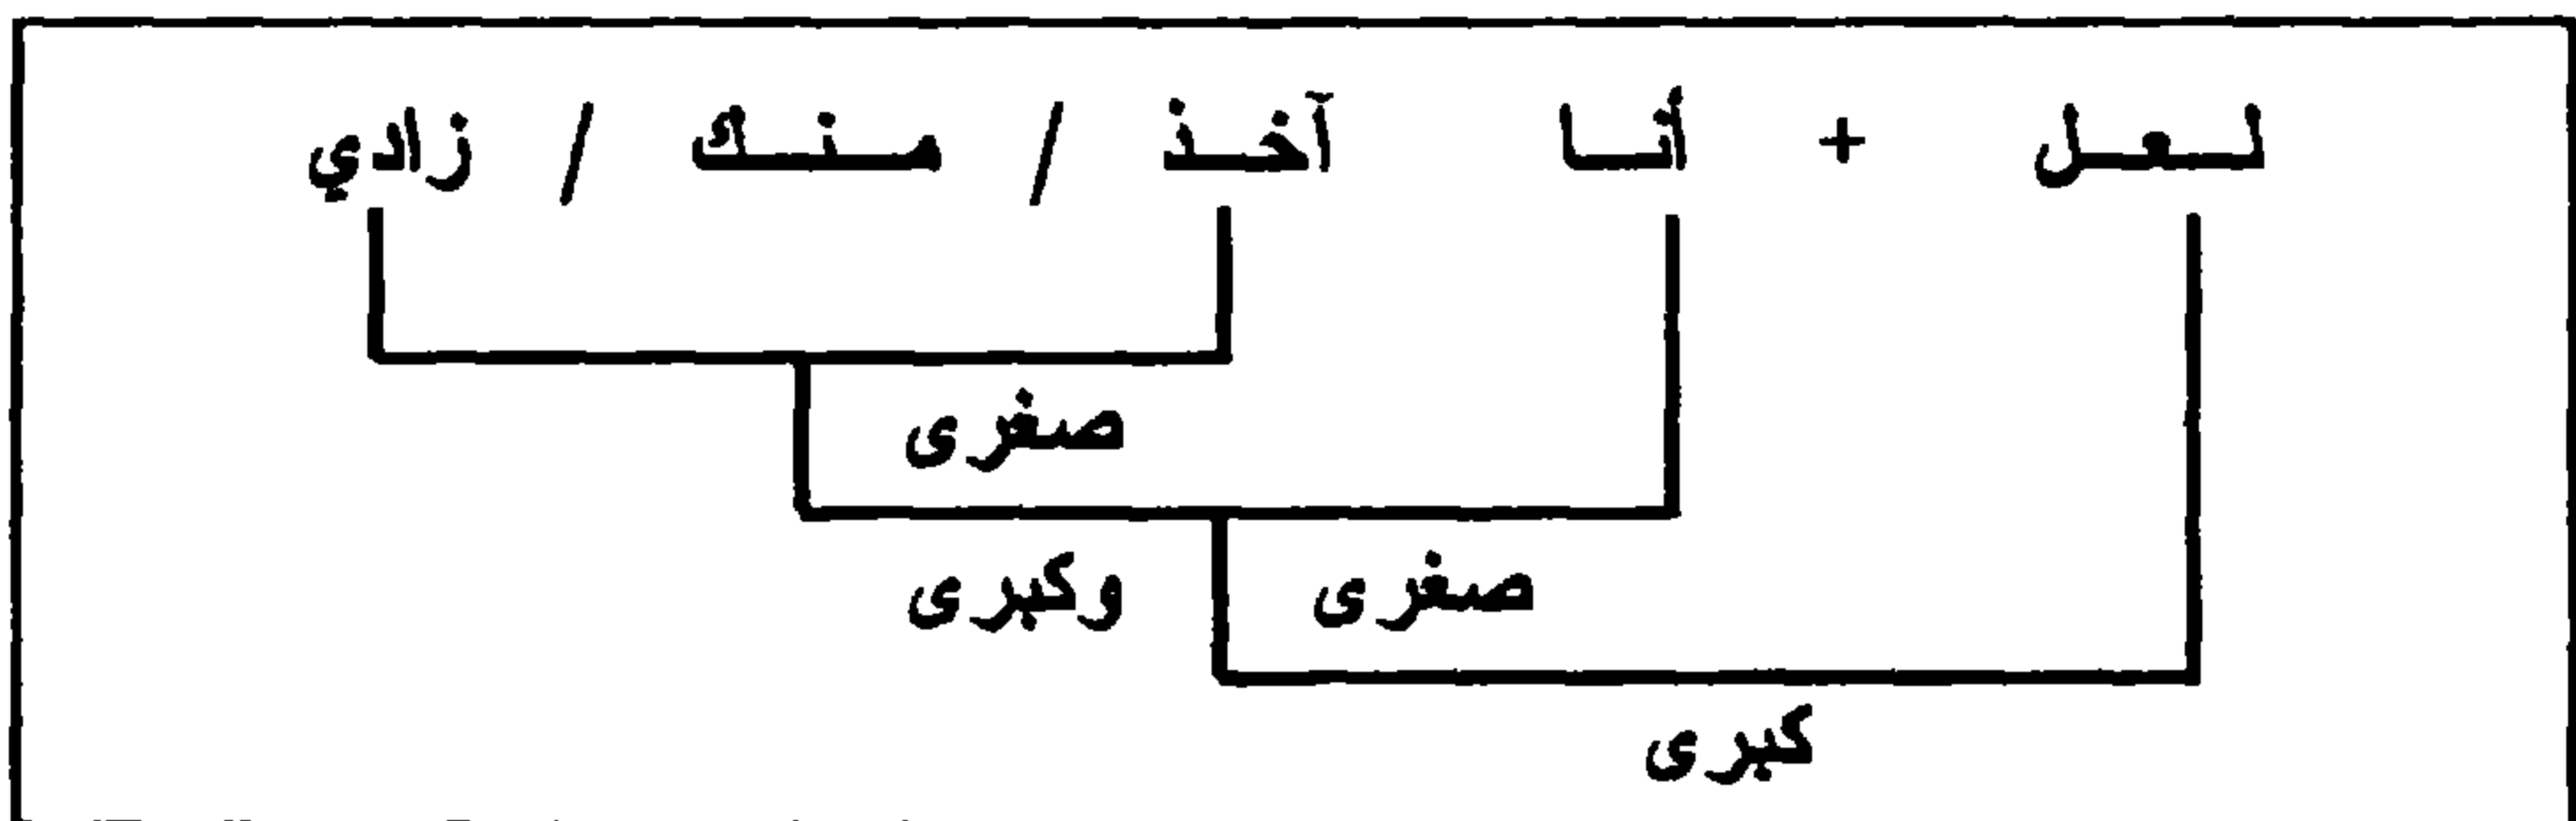 لعل + أنا آخذ / منك / زادي
صغرى
صغرى وكبرى
كبرى